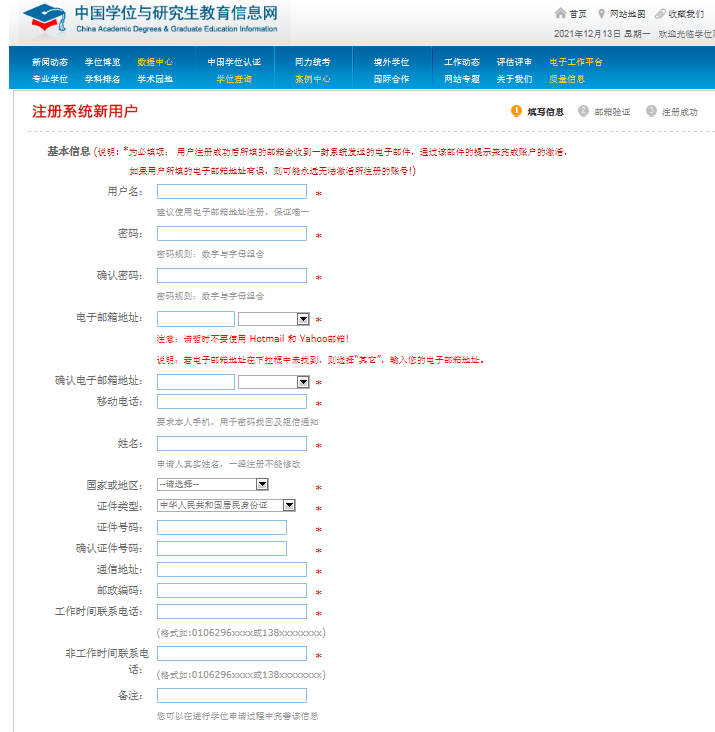 中国学位与研究生教育信息网
China Academic Degrees & Graduate Education Information
首页 网站地图 收藏我们
2021年12月13日 星期一 欢迎光临学位
新闻动态 学位博览 数据中心 中国学位认证 同力统考 境外学位 工作动态 评估评审 电子工作平台
专业学位 学科排名 学术园地 学位查询 案例中心 国际合作 网站专题 关于我们 质量信息
注册系统新用户
1 填写信息 2 邮箱验证 3 注册成功
基本信息 (说明：*为必填项； 用户注册成功后所填的邮箱会收到一封系统发送的电子邮件，通过该邮件的提示来完成账户的激活，
如果用户所填的电子邮箱地址有误，则可能永远无法激活所注册的账号!)
用户名： *
建议使用电子邮箱地址注册，保证唯一
密码： *
密码规则：数字与字母组合
确认密码： *
密码规则：数字与字母组合
电子邮箱地址： *
注意：请暂时不要使用 Hotmail 和 Yahoo邮箱!
说明：若电子邮箱地址在下拉框中未找到，则选择"其它"，输入您的电子邮箱地址。
确认电子邮箱地址： *
移动电话： *
要求本人手机，用于密码找回及短信通知
姓名： *
申请人真实姓名，一经注册不能修改
国家或地区： --请选择-- *
证件类型： 中华人民共和国居民身份证 *
证件号码： *
确认证件号码： *
通信地址： *
邮政编码： *
工作时间联系电话： *
(格式如:0106296xxxx或138xxxxxxxx)
非工作时间联系电
话： *
(格式如:0106296xxxx或138xxxxxxxx)
备注：
您可以在进行学位申请过程中完善该信息